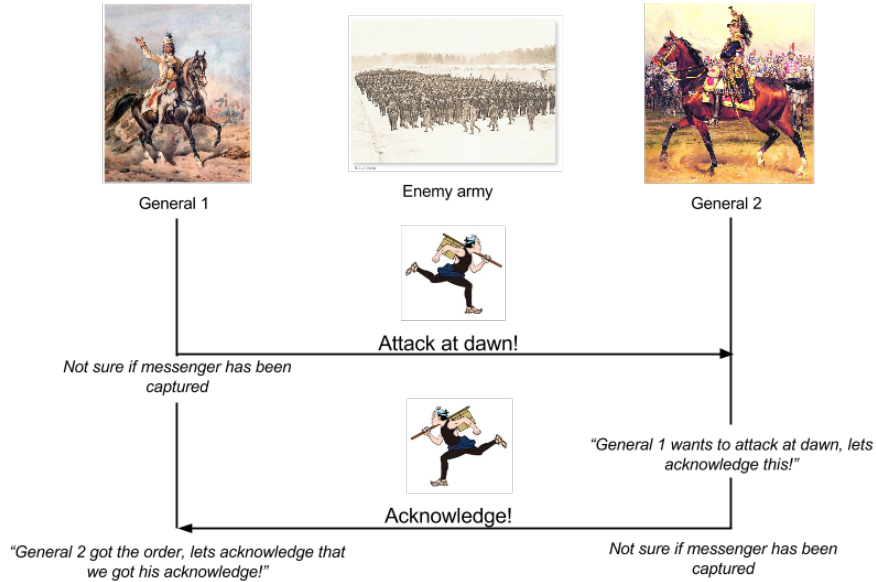 Enemy army
General 1
General 2
Attack at dawn!
Not sure if messenger has been
captured
“General 1 wants to attack at dawn, lets
acknowledge this!”
Acknowledge!
“General 2 got the order, lets acknowledge that
we got his acknowledge!”
Not sure if messenger has been
captured